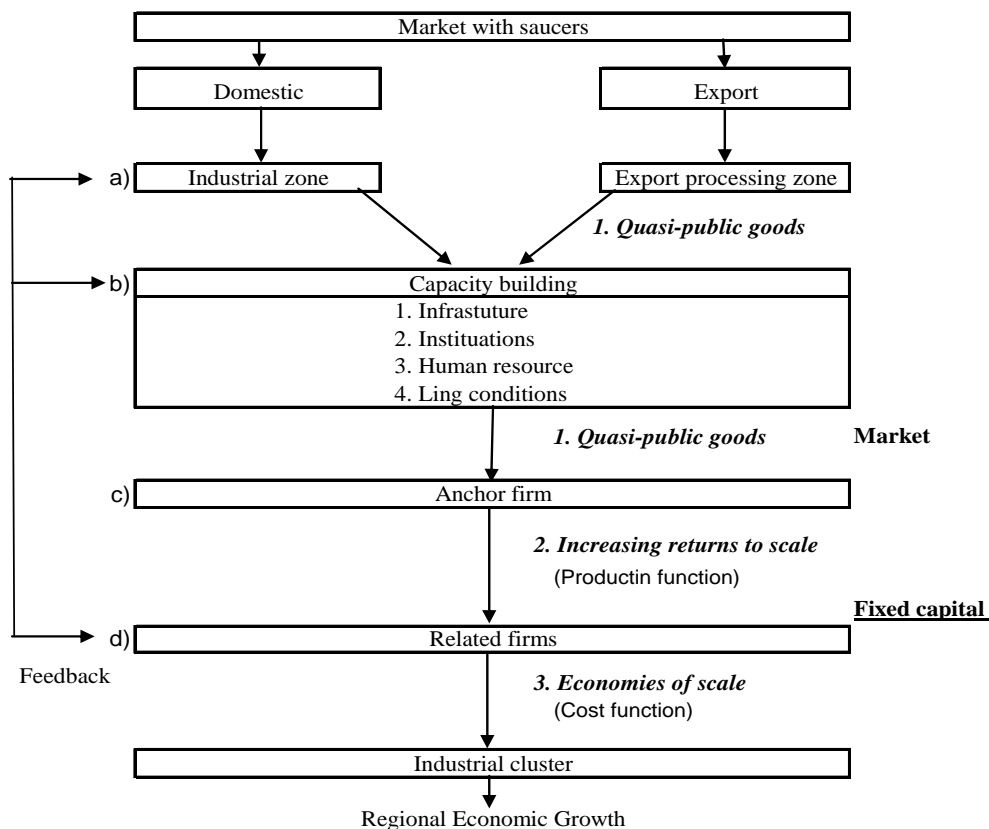 Market with saucers
Domestic
Export
a)
Industrial zone
Export processing zone
1. Quasi-public goods
b)
Capacity building
1. Infrastuture
2. Instituations
3. Human resource
4. Ling conditions
1. Quasi-public goods
Market
c)
Anchor firm
2. Increasing returns to scale
(Productin function)
Fixed capital
d)
Related firms
Feedback
3. Economies of scale
(Cost function)
Industrial cluster
Regional Economic Growth